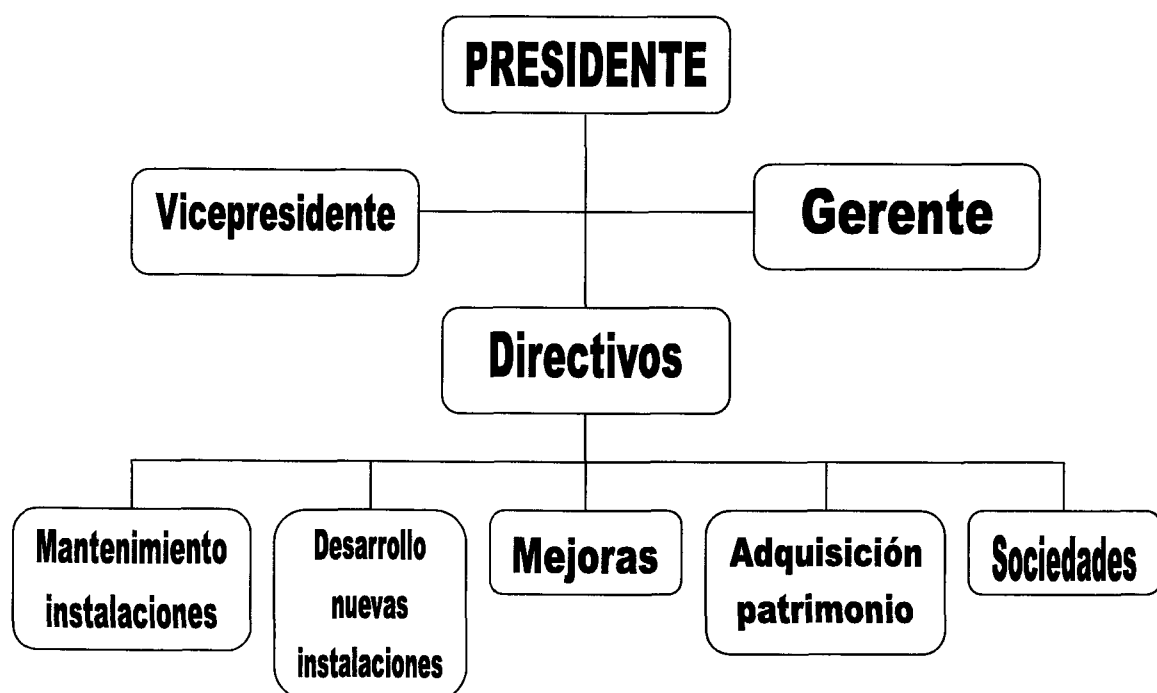 PRESIDENTE
Vicepresidente
Gerente
Directivos
Mantenimiento
instalaciones
Desarrollo
nuevas
instalaciones
Mejoras
Adquisición
patrimonio
Sociedades